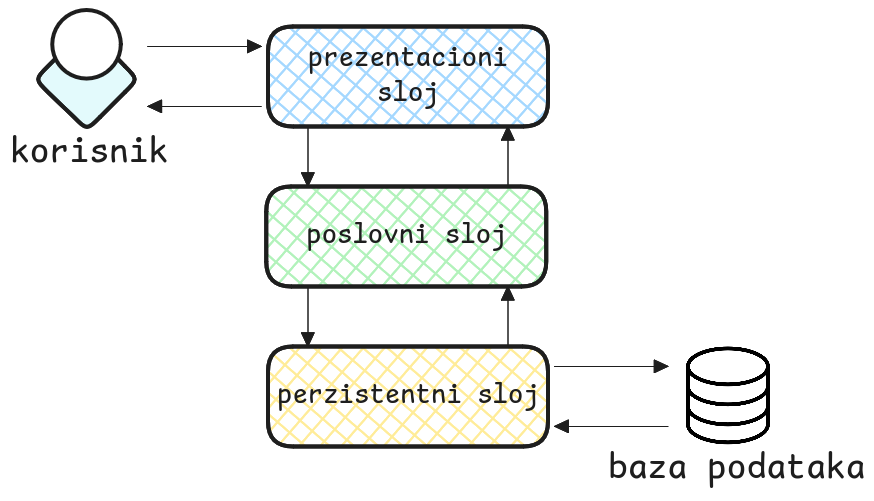 prezentacioni
sloj
korisnik
poslovni sloj
perzistentni sloj
baza podataka